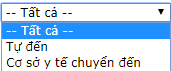 -- Tất cả --
-- Tất cả --
Tự đến
Cơ sở y tế chuyển đến